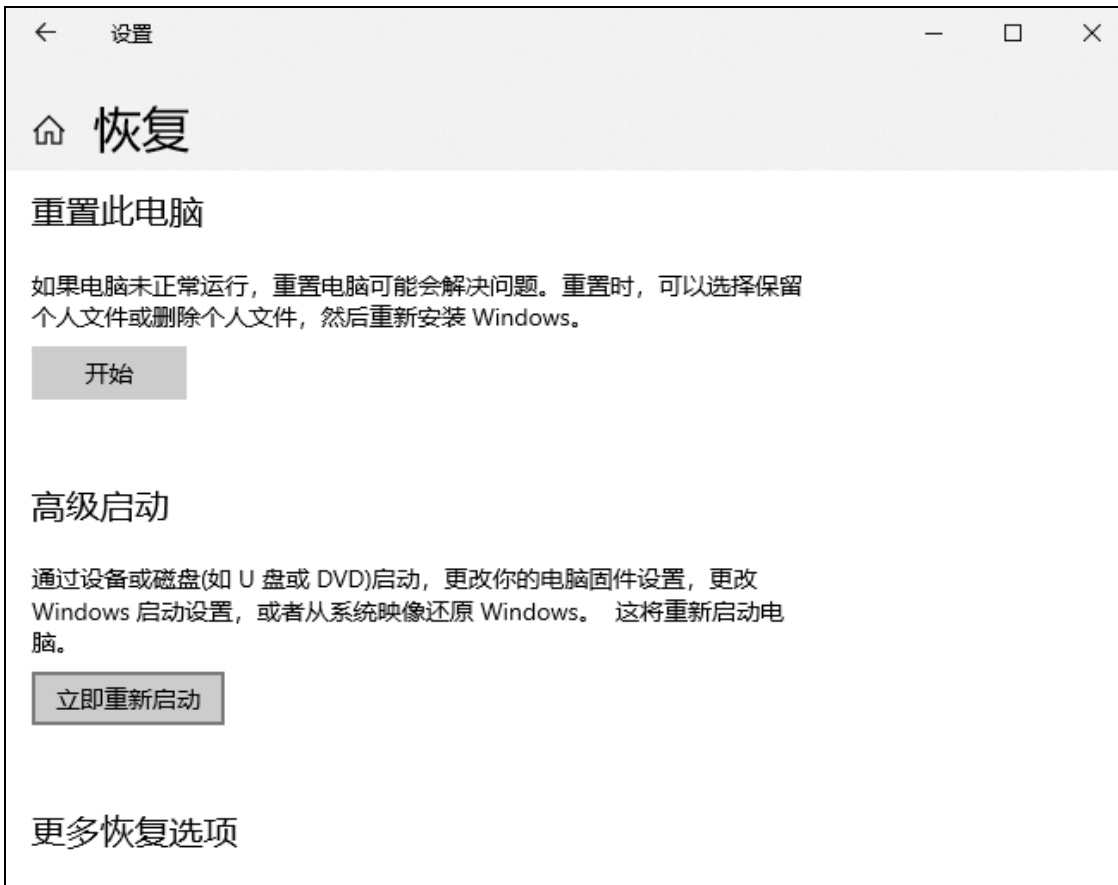 设置
恢复
重置此电脑
如果电脑未正常运行，重置电脑可能会解决问题。重置时，可以选择保留
个人文件或删除个人文件，然后重新安装 Windows。
开始
高级启动
通过设备或磁盘(如 U 盘或 DVD)启动，更改你的电脑固件设置，更改
Windows 启动设置，或者从系统映像还原 Windows。 这将重新启动电
脑。
立即重新启动
更多恢复选项